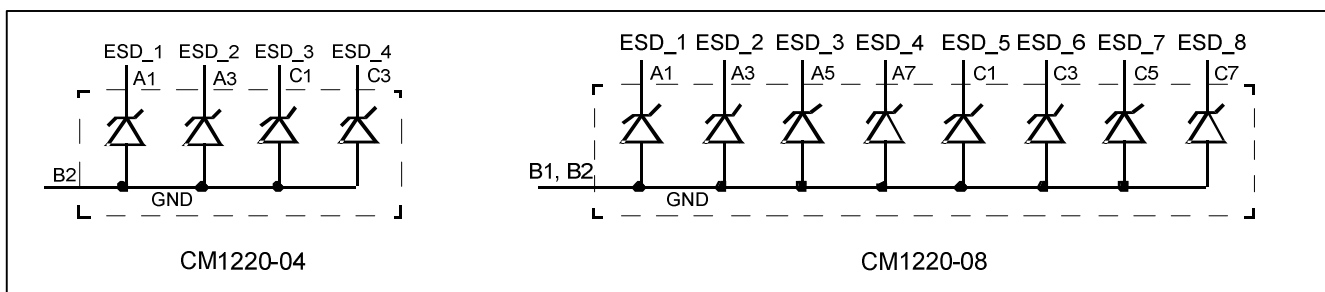 ESD_1 ESD_2 ESD_3 ESD_4
A1 A3 C1 C3
B2
GND
CM1220-04
ESD_1 ESD_2 ESD_3 ESD_4 ESD_5 ESD_6 ESD_7 ESD_8
A1 A3 A5 A7 C1 C3 C5 C7
B1, B2
GND
CM1220-08